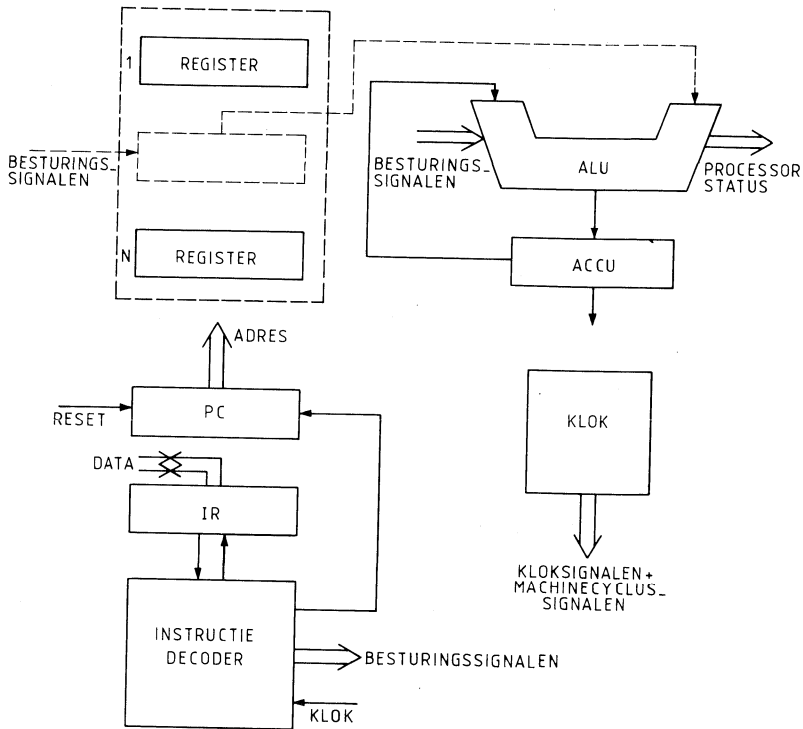 1
REGISTER
BESTURINGS_
SIGNALEN
N
REGISTER
BESTURINGS_
SIGNALEN
ALU
PROCESSOR
STATUS
ACCU
ADRES
RESET
PC
DATA
IR
KLOK
KLOKSIGNALEN+
MACHINECYCLUS_
SIGNALEN
INSTRUCTIE
DECODER
BESTURINGSSIGNALEN
KLOK